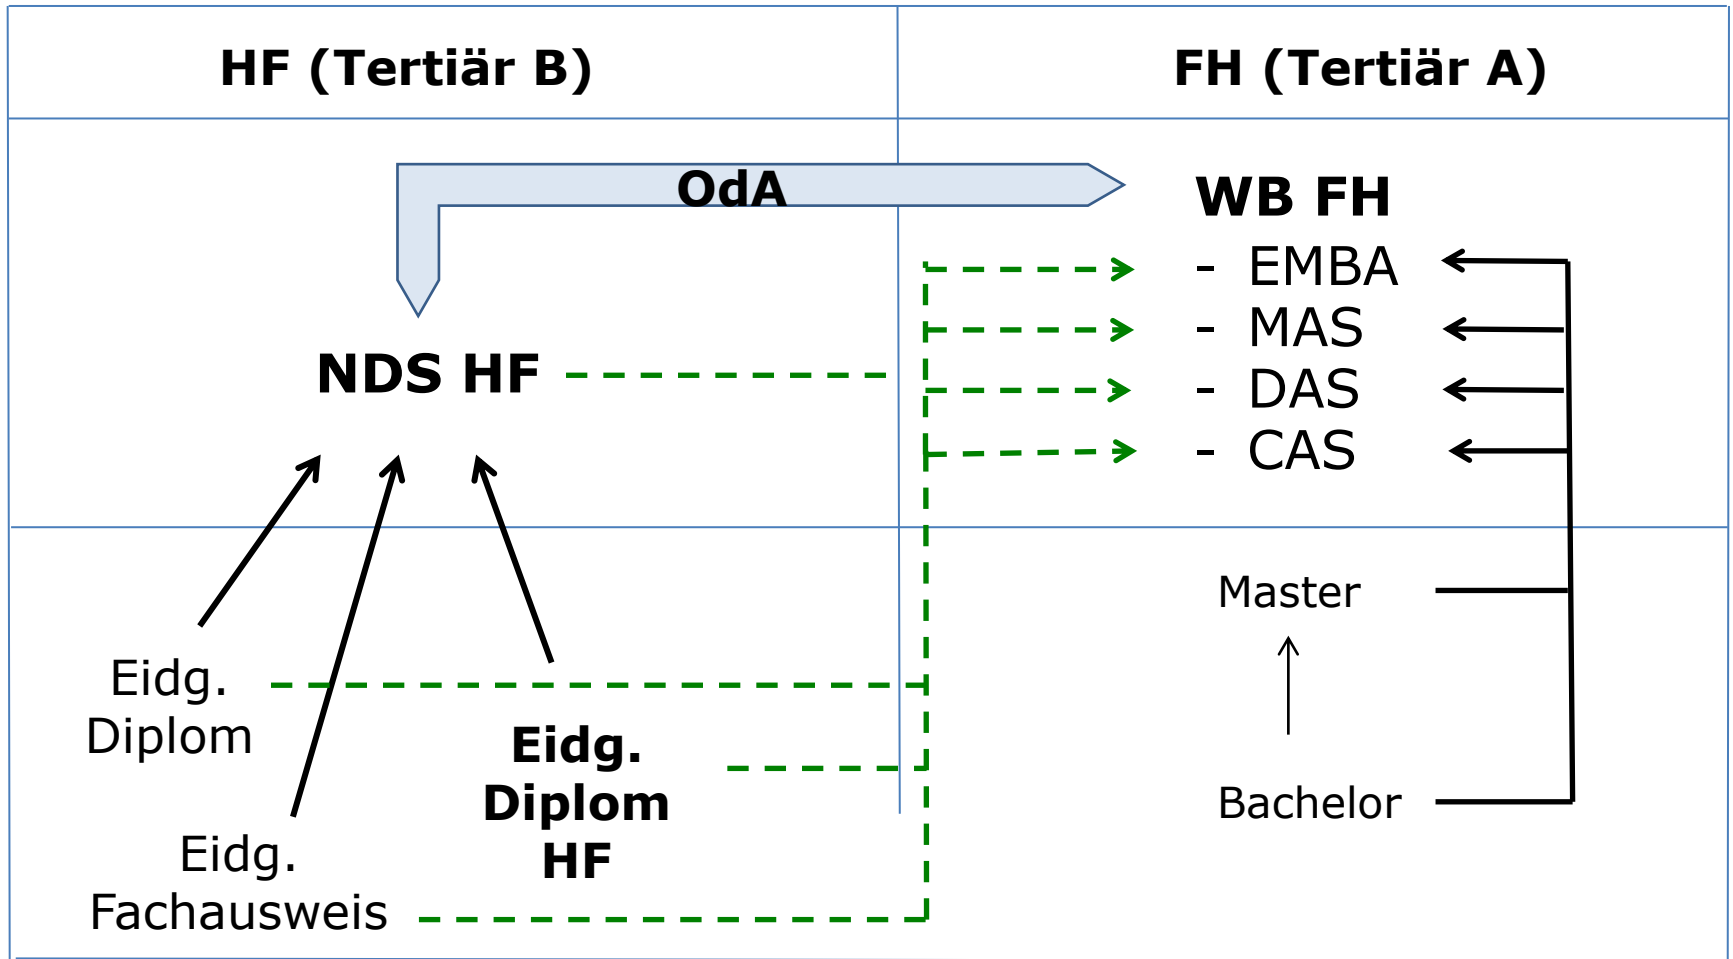 HF (Tertiär B)
FH (Tertiär A)
OdA
WB FH
- EMBA
- MAS
- DAS
- CAS
NDS HF
Master
Bachelor
Eidg.
Diplom
Eidg.
Diplom
HF
Eidg.
Fachausweis